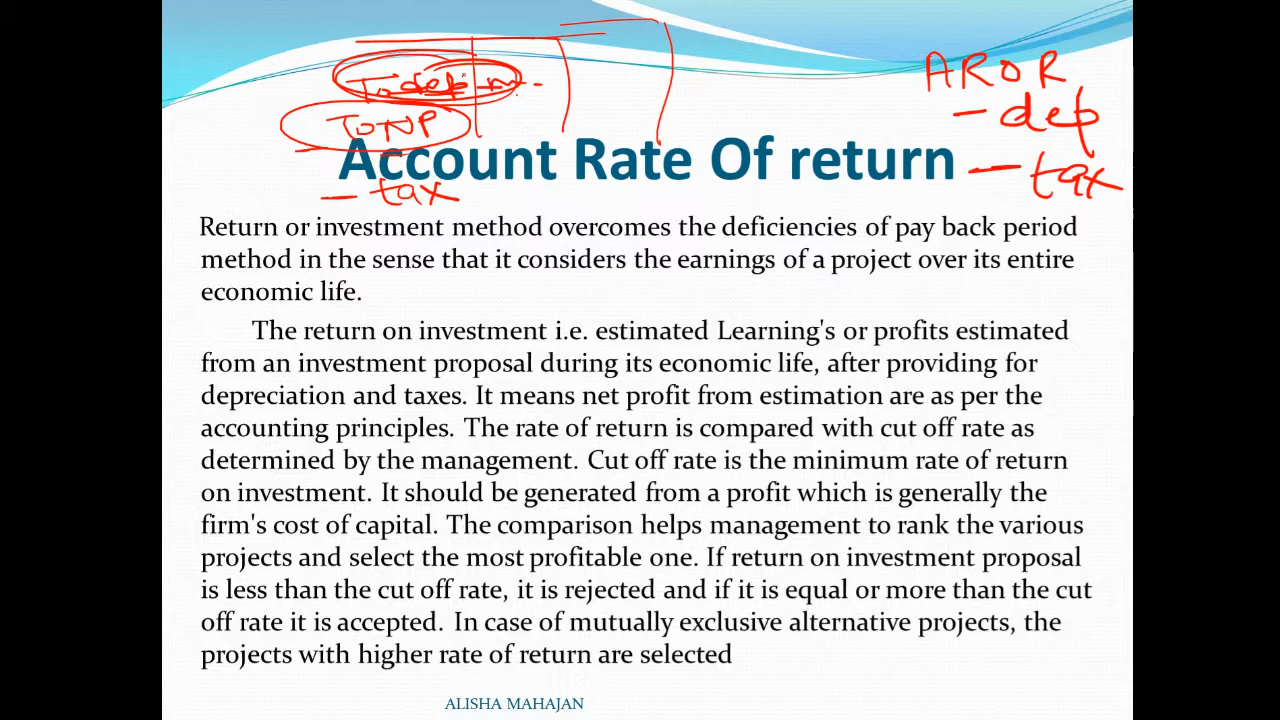 To dep
To NP
- tax
AROR
- dep
- tax
Account Rate Of return
Return or investment method overcomes the deficiencies of pay back period
method in the sense that it considers the earnings of a project over its entire
economic life.
The return on investment i.e. estimated Learning's or profits estimated
from an investment proposal during its economic life, after providing for
depreciation and taxes. It means net profit from estimation are as per the
accounting principles. The rate of return is compared with cut off rate as
determined by the management. Cut off rate is the minimum rate of return
on investment. It should be generated from a profit which is generally the
firm's cost of capital. The comparison helps management to rank the various
projects and select the most profitable one. If return on investment proposal
is less than the cut off rate, it is rejected and if it is equal or more than the cut
off rate it is accepted. In case of mutually exclusive alternative projects, the
projects with higher rate of return are selected
ALISHA MAHAJAN